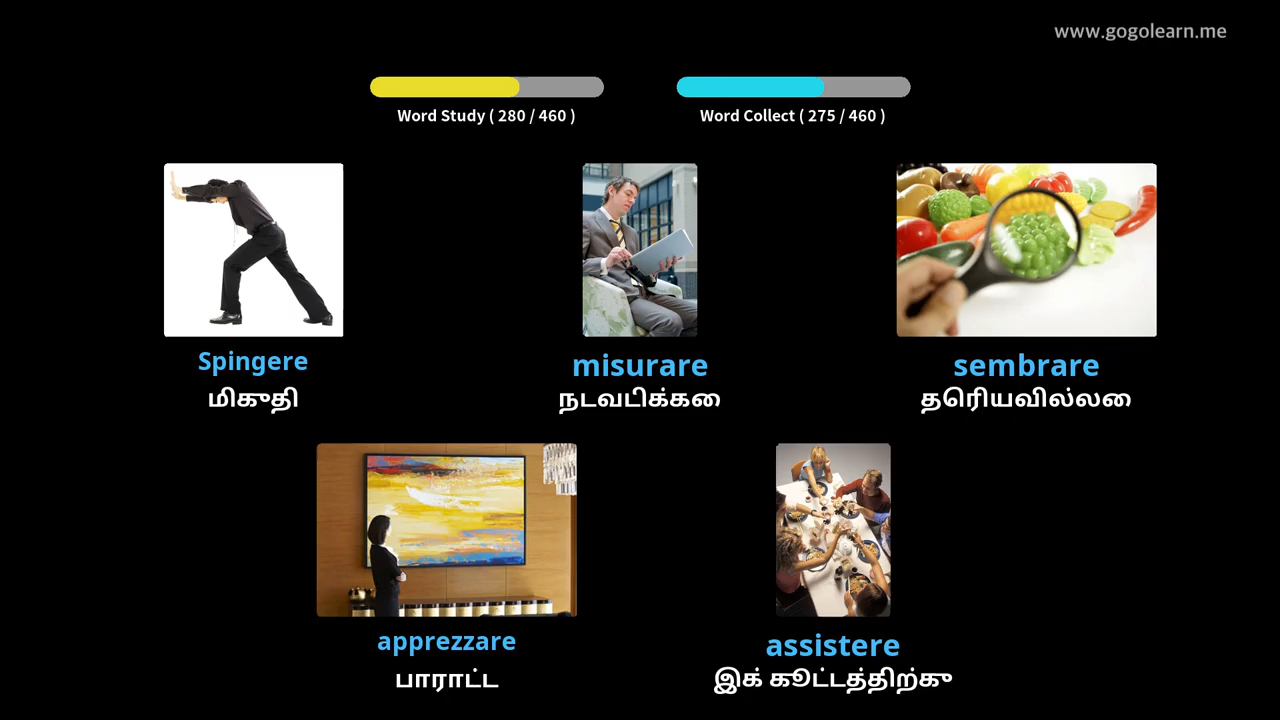 www.gogolearn.me
Word Study ( 280 / 460 )
Word Collect ( 275 / 460 )
Spingere
மிகுதி
misurare
நடவடிக்கை
sembrare
தெரியவில்லை
apprezzare
பாராட்ட
assistere
இக் கூட்டத்திற்கு